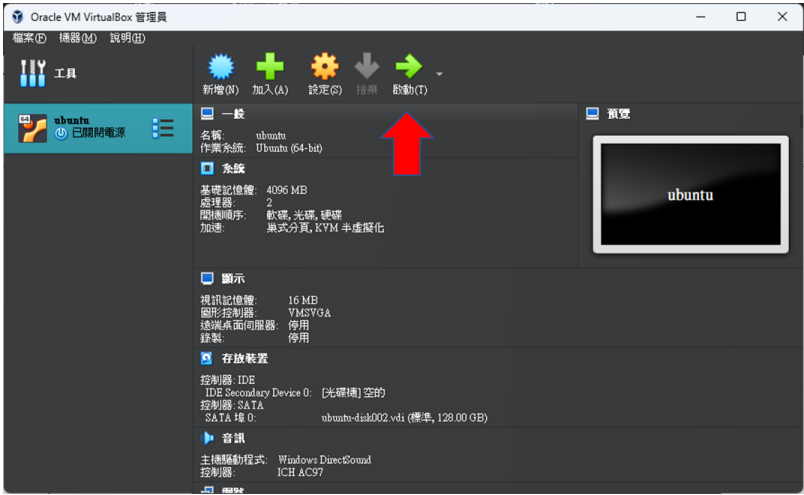 Oracle VM VirtualBox 管理員
檔案(F) 機器(M) 說明(H)
工具
新增(N) 加入(A) 設定(S) 捨棄 啟動(T)
64
ubuntu
已關閉電源
一般
名稱: ubuntu
作業系統: Ubuntu (64-bit)
系統
基礎記憶體: 4096 MB
處理器: 2
開機順序: 軟碟, 光碟, 硬碟
加速: 巢式分頁, KVM 半虛擬化
顯示
視訊記憶體: 16 MB
圖形控制器: VMSVGA
遠端桌面伺服器: 停用
錄製: 停用
存放裝置
控制器: IDE
IDE Secondary Device 0: [光碟機] 空的
控制器: SATA
SATA 埠 0: ubuntu-disk002.vdi (標準, 128.00 GB)
音訊
主機驅動程式: Windows DirectSound
控制器: ICH AC97
預覽
ubuntu